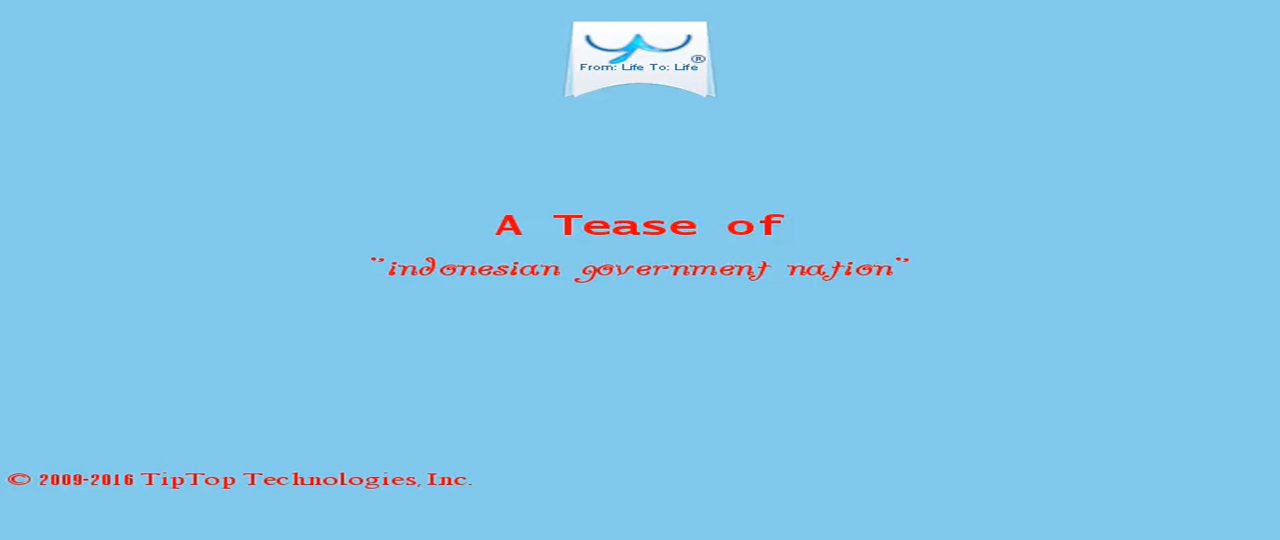 From: Life To: Life®
A Tease of
"indonesian government nation"
© 2009-2016 TipTop Technologies, Inc.